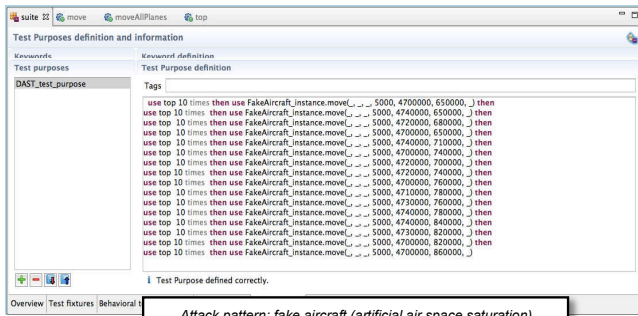 suite move moveAllPlanes top
Test Purposes definition and information
Keywords Keyword definition
Test purposes Test Purpose definition
DAST_test_purpose Tags
use top 10 times then use FakeAircraft_instance.move(_, _, _, 5000, 4700000, 650000, _) then
use top 10 times then use FakeAircraft_instance.move(_, _, _, 5000, 4740000, 650000, _) then
use top 10 times then use FakeAircraft_instance.move(_, _, _, 5000, 4720000, 680000, _) then
use top 10 times then use FakeAircraft_instance.move(_, _, _, 5000, 4700000, 650000, _) then
use top 10 times then use FakeAircraft_instance.move(_, _, _, 5000, 4740000, 710000, _) then
use top 10 times then use FakeAircraft_instance.move(_, _, _, 5000, 4700000, 740000, _) then
use top 10 times then use FakeAircraft_instance.move(_, _, _, 5000, 4720000, 700000, _) then
use top 10 times then use FakeAircraft_instance.move(_, _, _, 5000, 4720000, 740000, _) then
use top 10 times then use FakeAircraft_instance.move(_, _, _, 5000, 4700000, 760000, _) then
use top 10 times then use FakeAircraft_instance.move(_, _, _, 5000, 4710000, 780000, _) then
use top 10 times then use FakeAircraft_instance.move(_, _, _, 5000, 4730000, 760000, _) then
use top 10 times then use FakeAircraft_instance.move(_, _, _, 5000, 4740000, 780000, _) then
use top 10 times then use FakeAircraft_instance.move(_, _, _, 5000, 4740000, 840000, _) then
use top 10 times then use FakeAircraft_instance.move(_, _, _, 5000, 4730000, 820000, _) then
use top 10 times then use FakeAircraft_instance.move(_, _, _, 5000, 4700000, 820000, _) then
use top 10 times then use FakeAircraft_instance.move(_, _, _, 5000, 4700000, 860000, _)
Test Purpose defined correctly.
Overview Test fixtures Behavioral
Attack pattern: fake aircraft (artificial air space saturation)